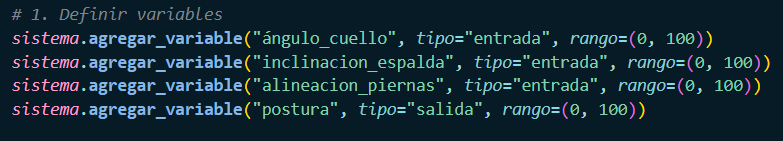 # 1. Definir variables
sistema.agregar_variable("ángulo_cuello", tipo="entrada", rango=(0, 100))
sistema.agregar_variable("inclinacion_espalda", tipo="entrada", rango=(0, 100))
sistema.agregar_variable("alineacion_piernas", tipo="entrada", rango=(0, 100))
sistema.agregar_variable("postura", tipo="salida", rango=(0, 100))